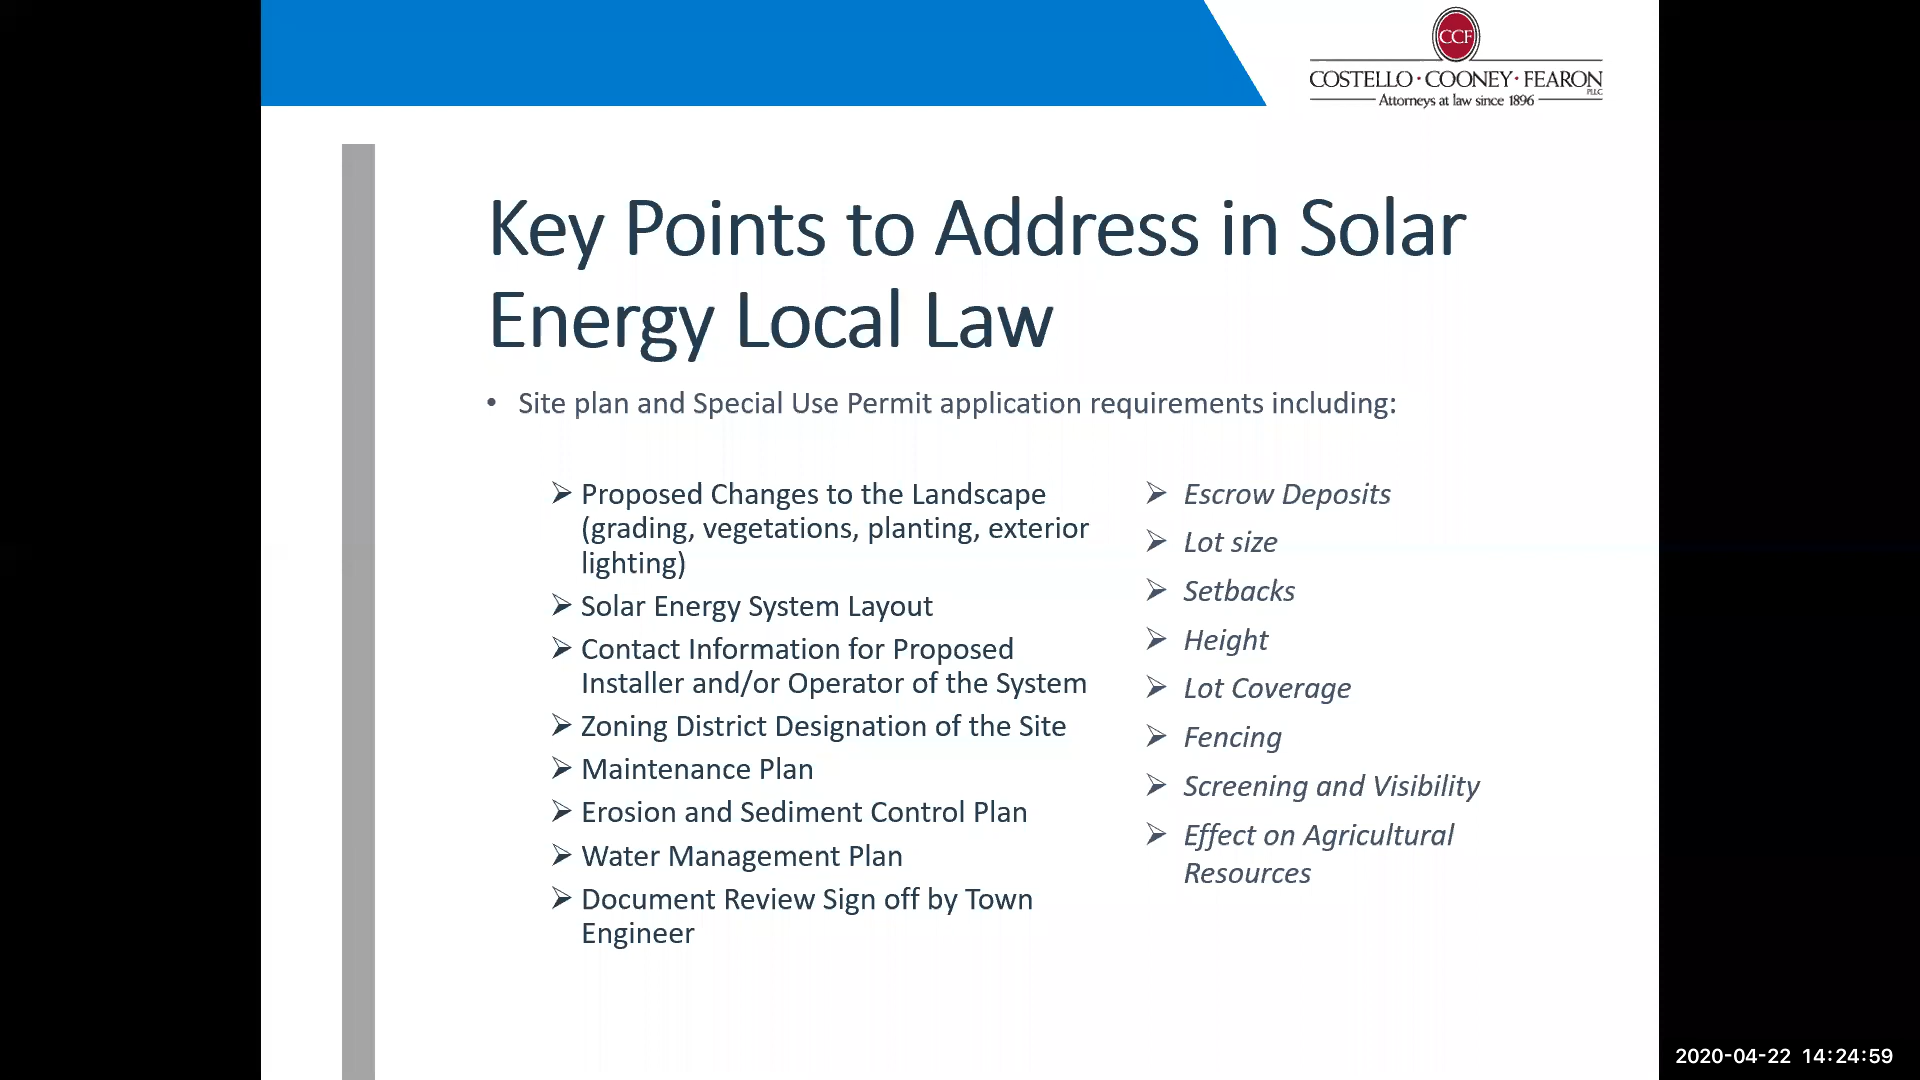 CCF
COSTELLO · COONEY · FEARON
PLLC
Attorneys at law since 1896
Key Points to Address in Solar
Energy Local Law
• Site plan and Special Use Permit application requirements including:
➢ Proposed Changes to the Landscape
(grading, vegetations, planting, exterior
lighting)
➢ Solar Energy System Layout
➢ Contact Information for Proposed
Installer and/or Operator of the System
➢ Zoning District Designation of the Site
➢ Maintenance Plan
➢ Erosion and Sediment Control Plan
➢ Water Management Plan
➢ Document Review Sign off by Town
Engineer
➢ Escrow Deposits
➢ Lot size
➢ Setbacks
➢ Height
➢ Lot Coverage
➢ Fencing
➢ Screening and Visibility
➢ Effect on Agricultural
Resources
2020-04-22 14:24:59